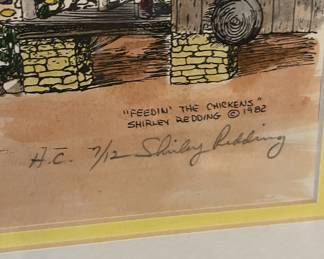 "FEEDIN' THE CHICKENS"
SHIRLEY REDDING © 1982
A.C. 7/12 Shirley Redding